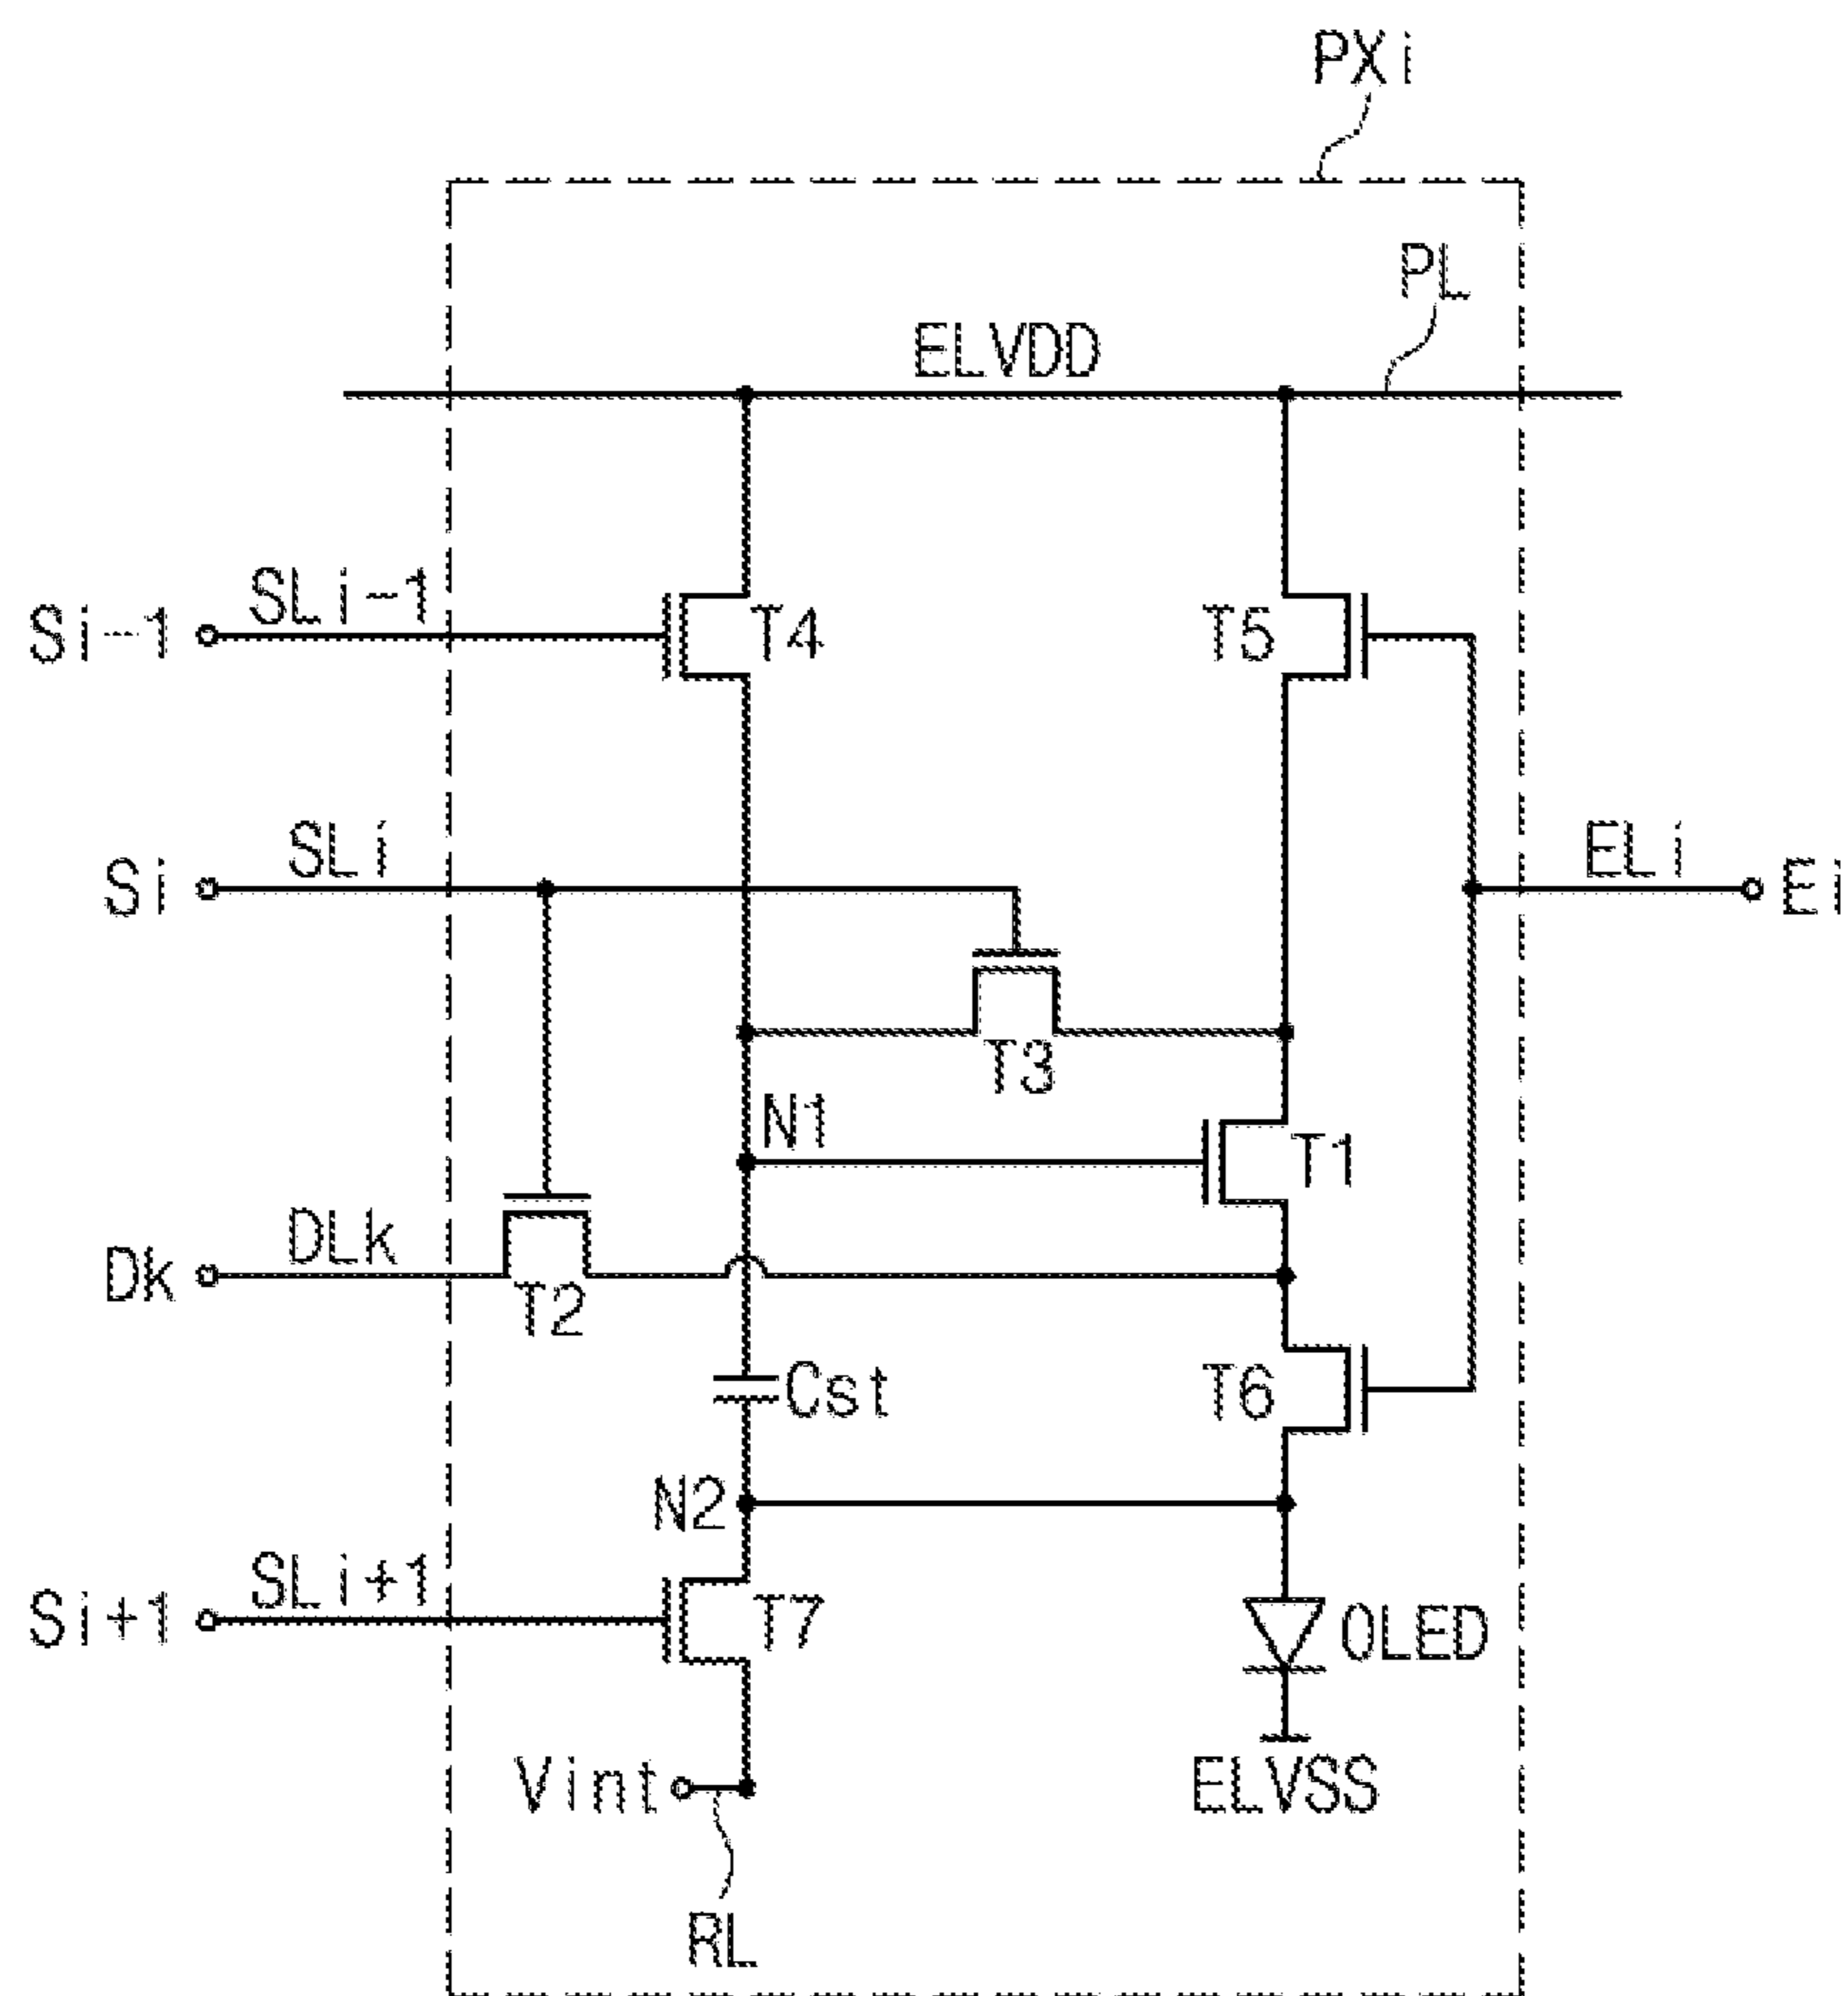 PXi
PL
ELVDD
SLi-1
Si-1
T4
T5
SLi
Si
ELi
Ei
T3
N1
T1
DLk
Dk
T2
Cst
T6
N2
SLi+1
Si+1
T7
OLED
Vint
ELVSS
RL